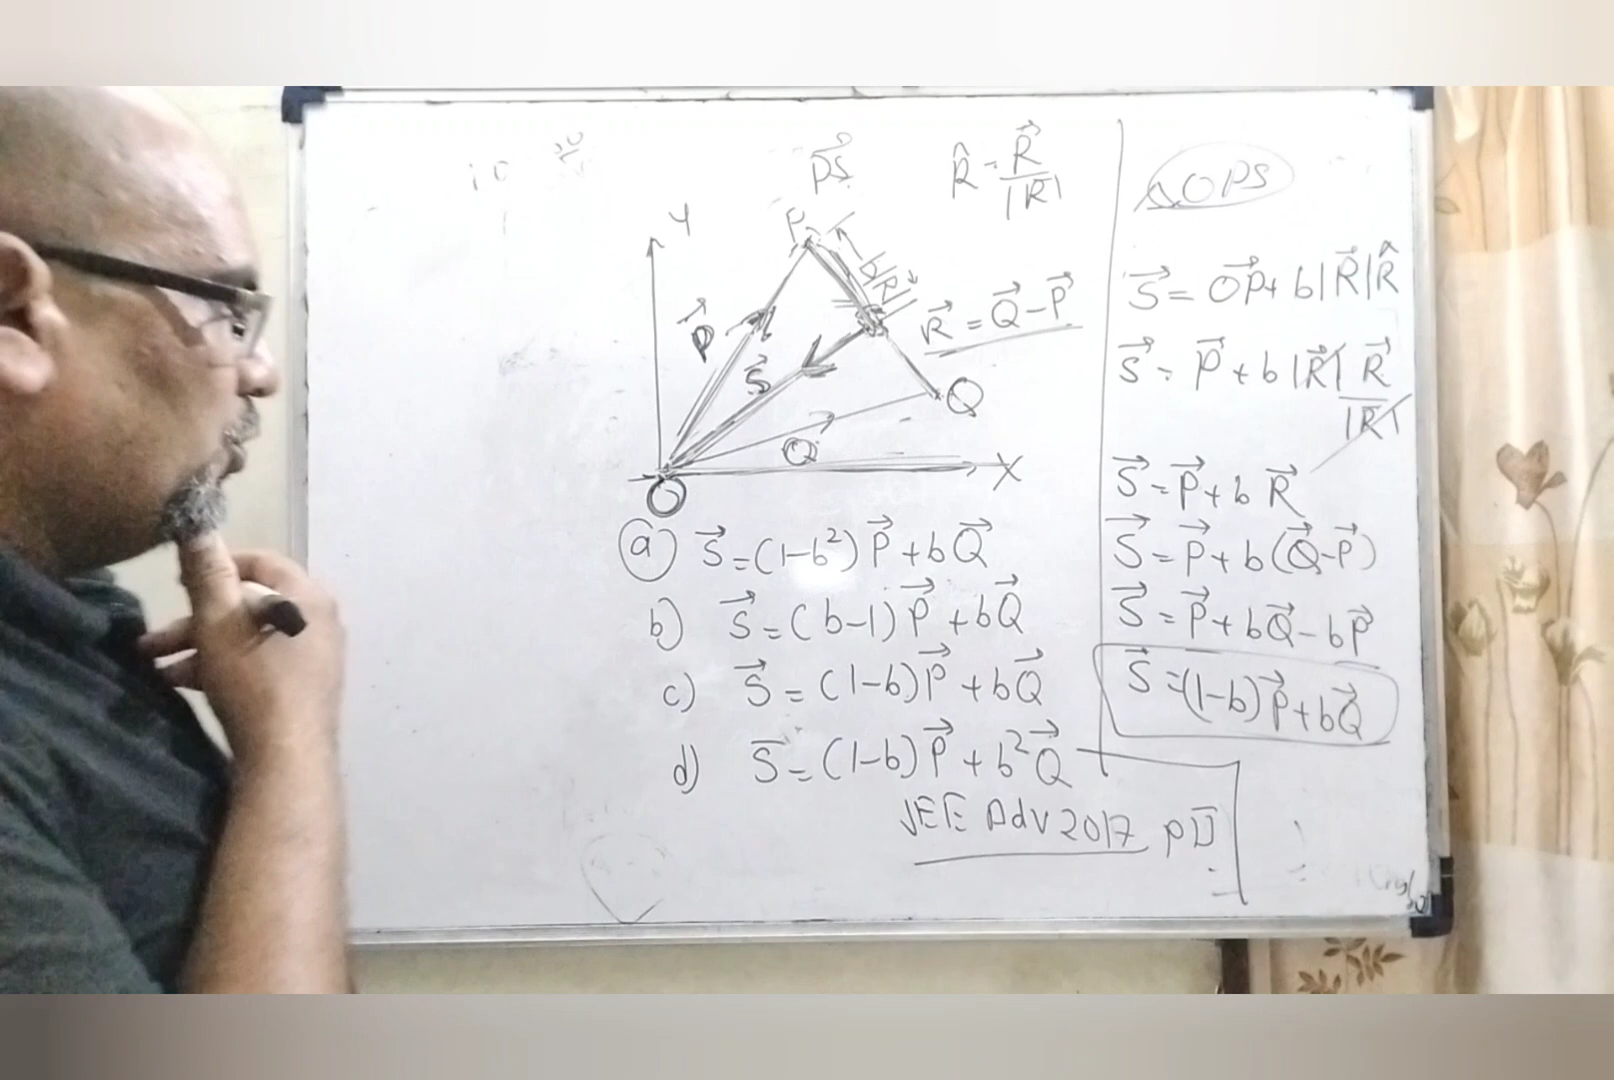 PS⃗
R̂ = R⃗ / |R|
Y
P
b|R⃗|
P⃗
R⃗ = Q⃗ - P⃗
S⃗
Q
Q
X
O
a) S⃗ = (1-b²) P⃗ + bQ⃗
b) S⃗ = (b-1) P⃗ + bQ⃗
c) S⃗ = (1-b) P⃗ + bQ⃗
d) S = (1-b) P⃗ + b²Q⃗
JEE Adv 2017 pII
△OPS
S⃗ = OP⃗ + b|R⃗|R̂
S⃗ = P⃗ + b|R⃗| R⃗ / |R|
S⃗ = P⃗ + b R⃗
S⃗ = P⃗ + b(Q⃗-P⃗)
S⃗ = P⃗ + bQ⃗ - bP⃗
S⃗ = (1-b)P⃗ + bQ⃗